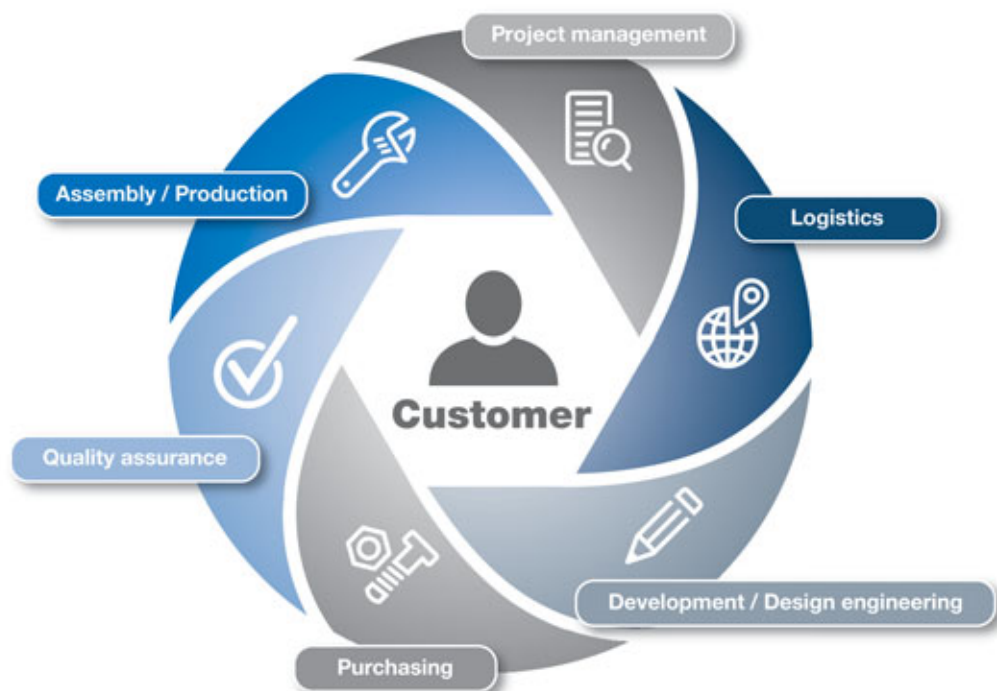 Project management
Assembly / Production
Logistics
Customer
Quality assurance
Development / Design engineering
Purchasing